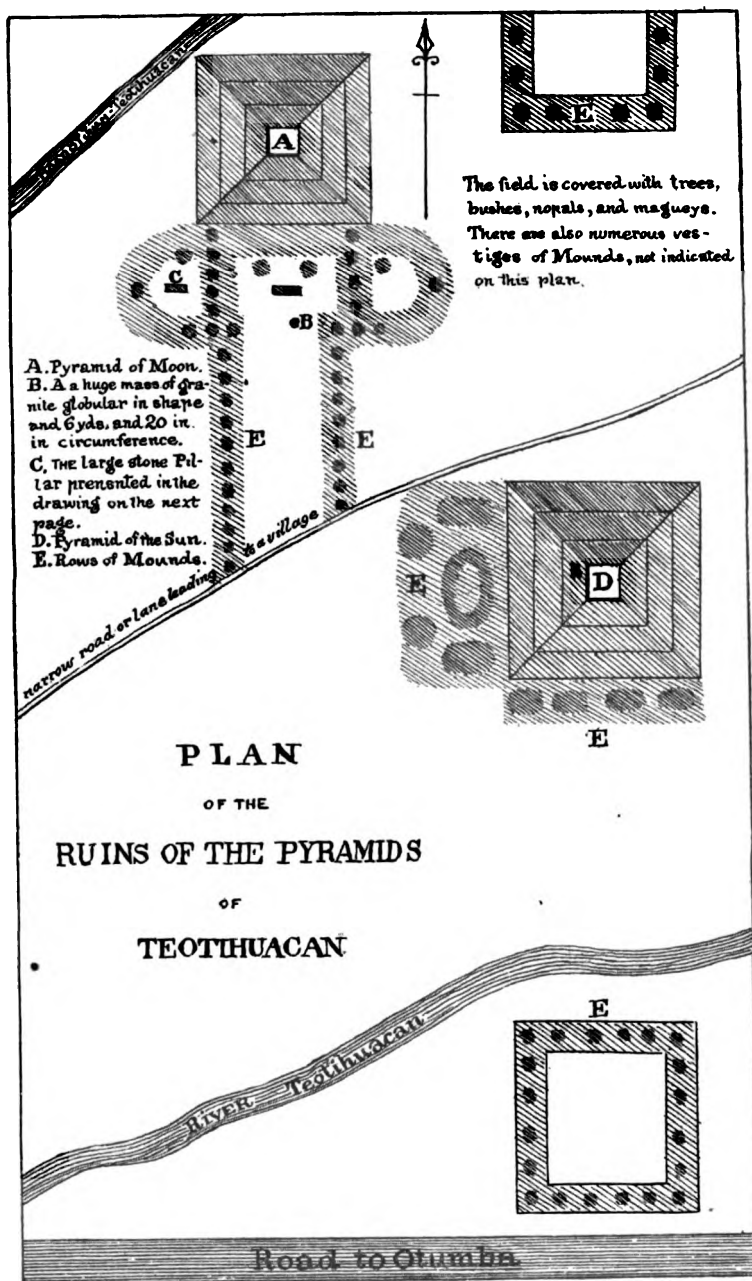 Teotihuacan
A
E
The field is covered with trees,
bushes, nopals, and magueys.
There are also numerous ves-
tiges of Mounds, not indicated
on this plan.
C
B
A. Pyramid of Moon.
B. A a huge mass of gra-
nite globular in shape
and 6 yds. and 20 in.
in circumference.
C, THE large stone Pil-
lar prensnted in the
drawing on the next
page.
D. Pyramid of the Sun.
E. Rows of Mounds.
E
E
narrow road or lane leading to a village
E
D
E
PLAN
OF THE
RUINS OF THE PYRAMIDS
OF
TEOTIHUACAN
RIVER Teotihuacan
E
Road to Otumba